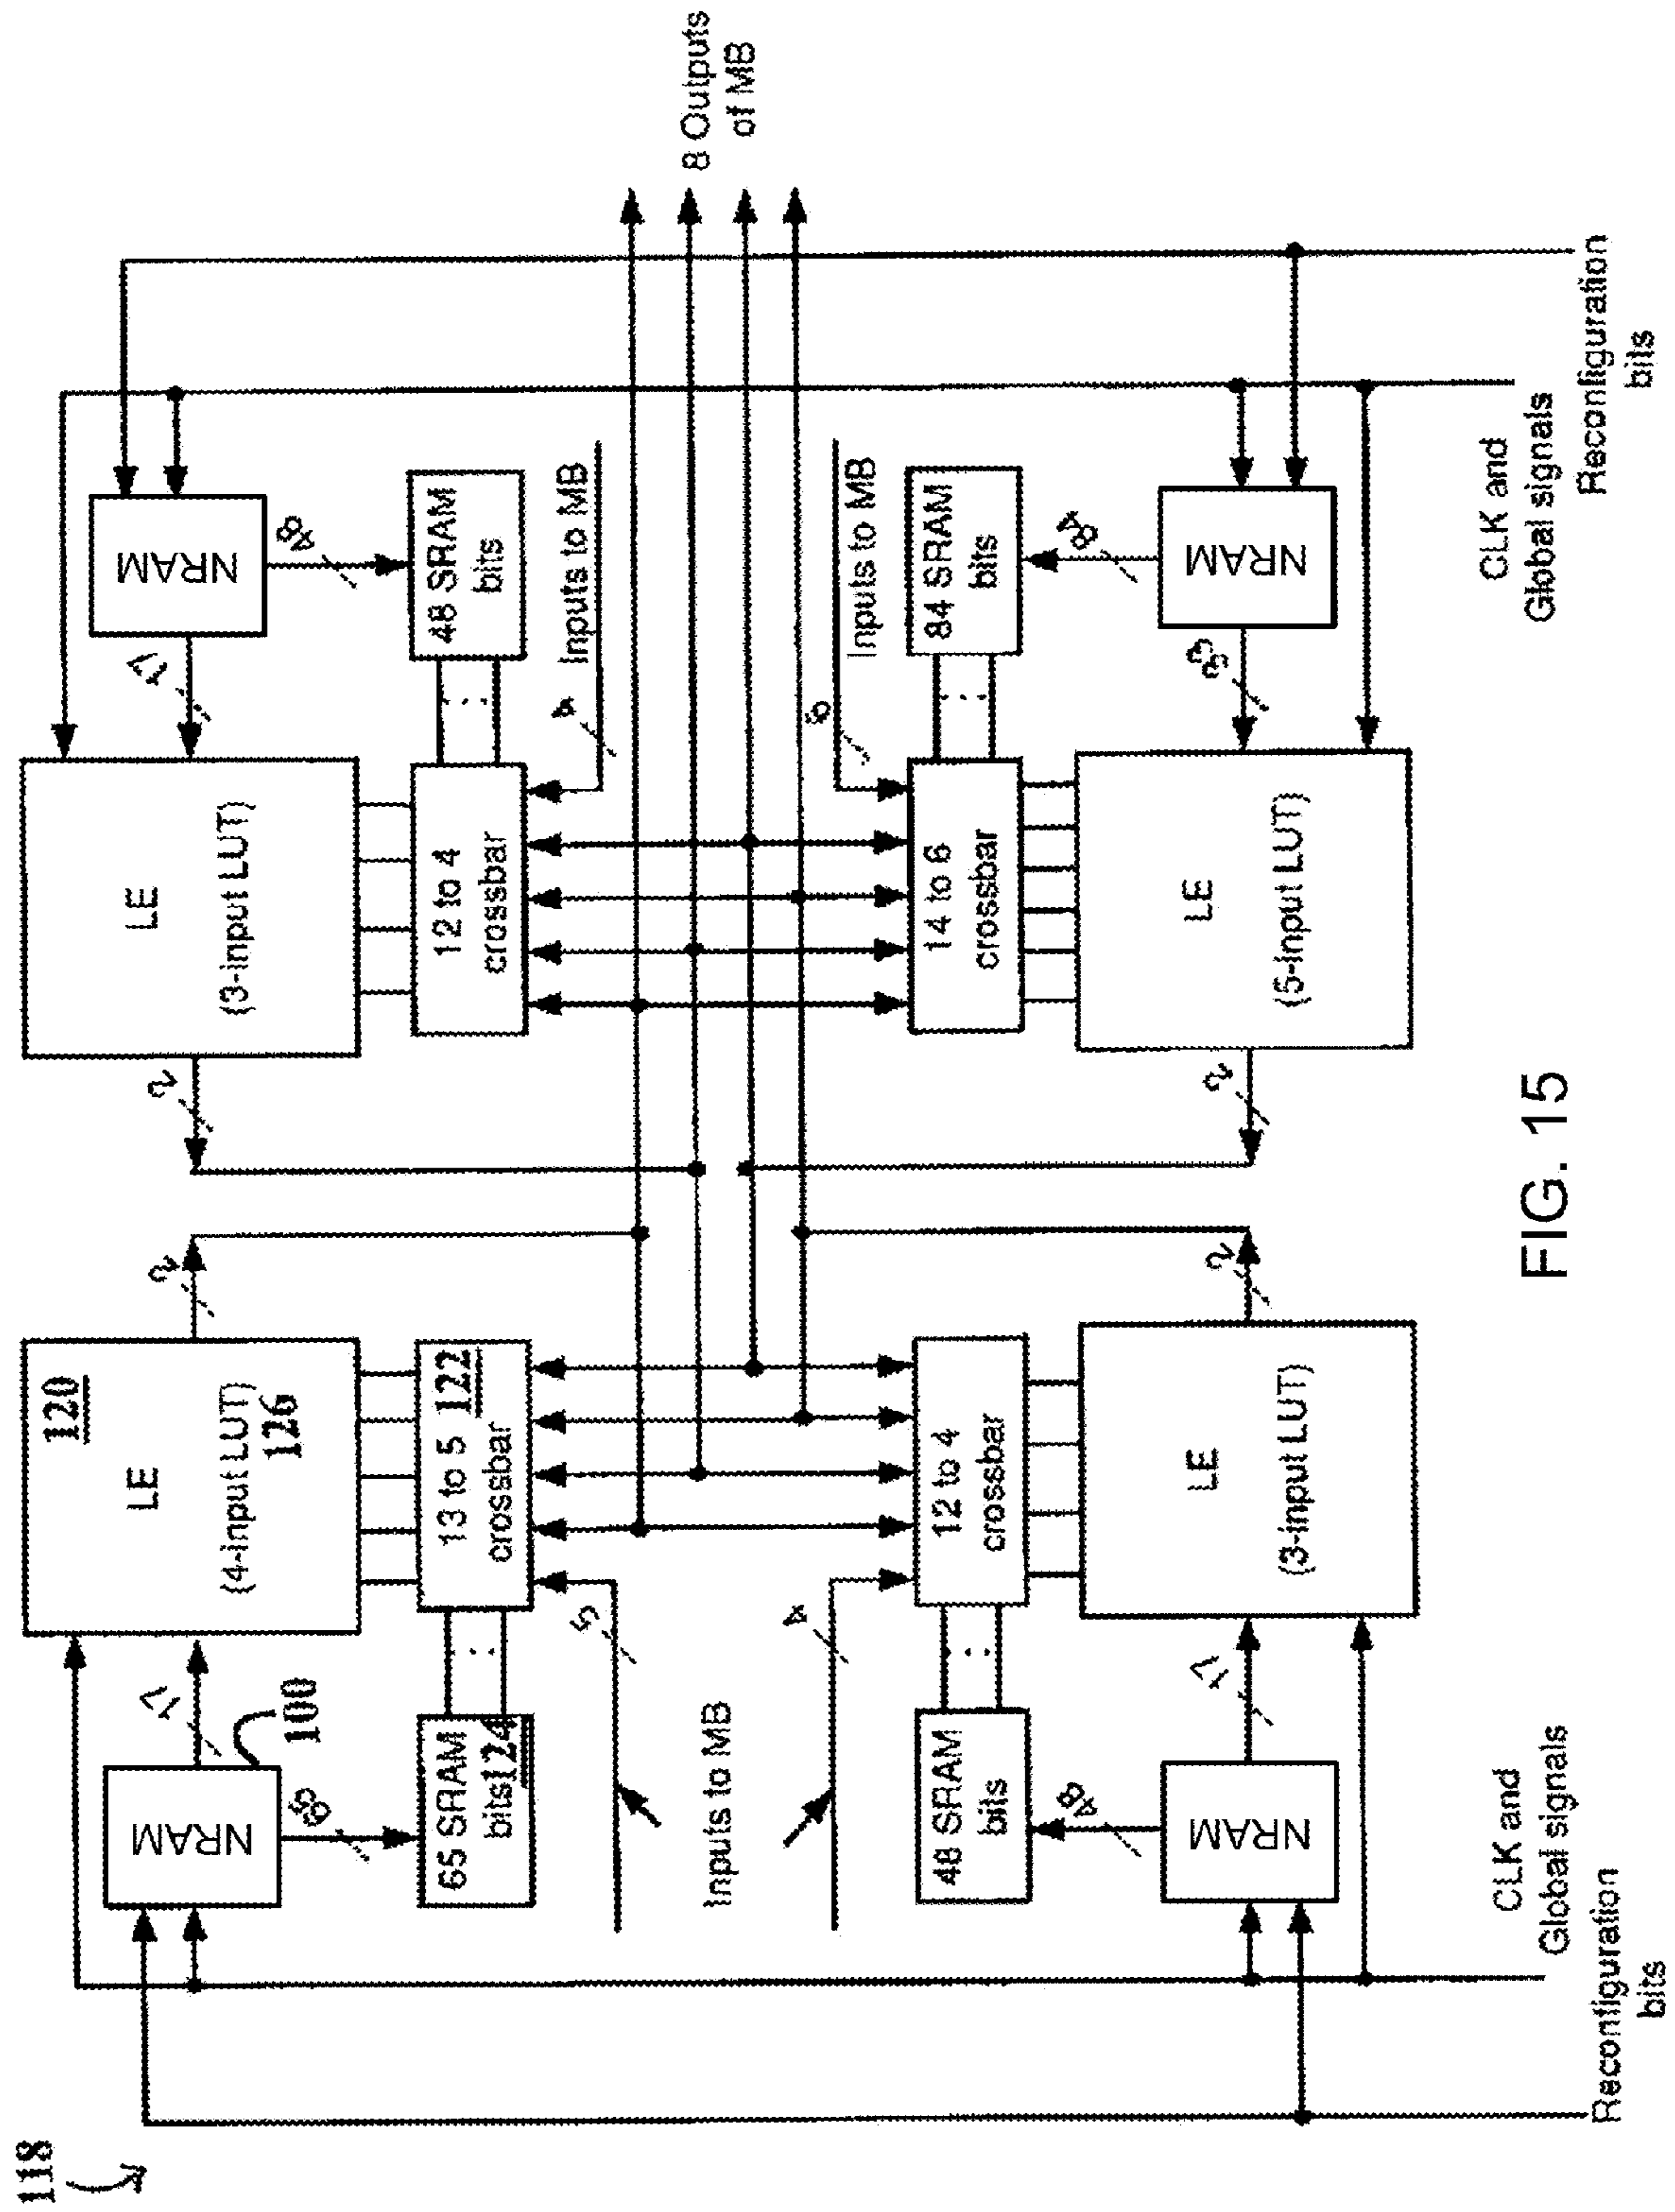 118
NRAM
17
100
LE
120
(4-input LUT)
126
2
2
LE
(3-input LUT)
17
NRAM
65
65 SRAM
bits 124
13 to 5
crossbar
122
12 to 4
crossbar
48 SRAM
bits
48
5
4
Inputs to MB
Inputs to MB
8 Outputs
of MB
4
6
Inputs to MB
48 SRAM
bits
12 to 4
crossbar
14 to 6
crossbar
84 SRAM
bits
48
84
NRAM
17
LE
(3-input LUT)
2
2
LE
(5-input LUT)
33
NRAM
CLK and
Global signals
Reconfiguration
bits
CLK and
Global signals
Reconfiguration
bits
FIG. 15